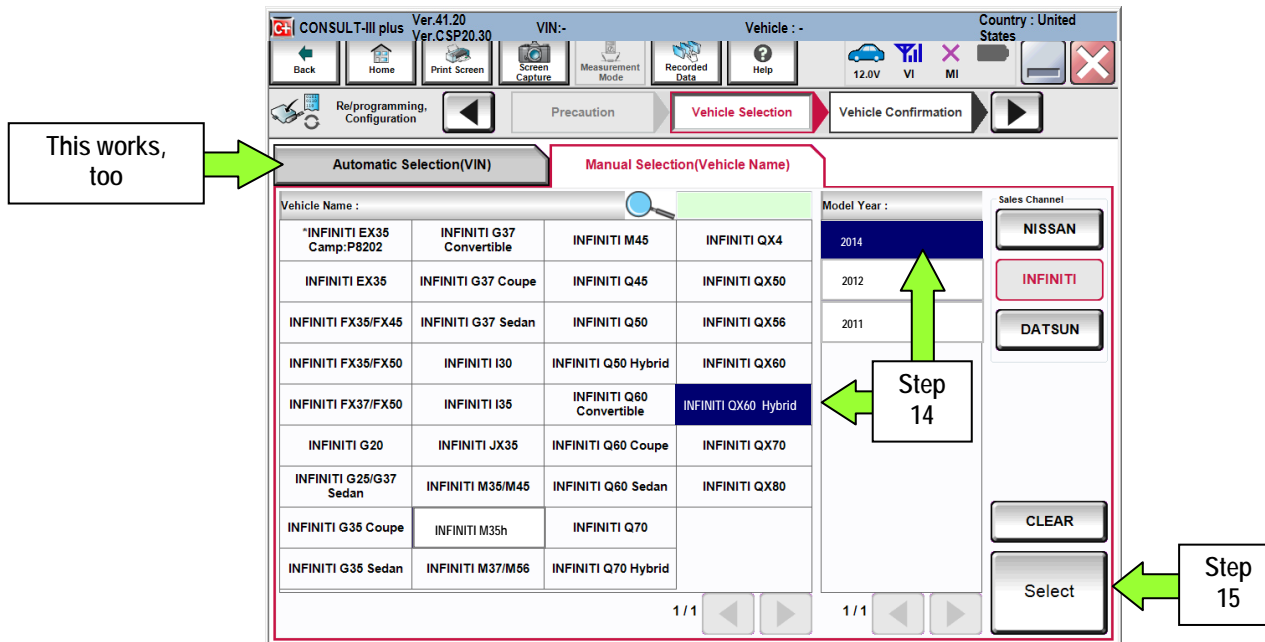 C+ CONSULT-III plus Ver.41.20 VIN:- Vehicle : - Country : United
Ver.CSP20.30 States
Back Home Print Screen Screen Capture Measurement Mode Recorded Data Help 12.0V VI MI
Re/programming, Precaution Vehicle Selection Vehicle Confirmation
Configuration
This works,
too
Automatic Selection(VIN) Manual Selection(Vehicle Name)
Vehicle Name : Model Year : Sales Channel
*INFINITI EX35 Camp:P8202 INFINITI G37 Convertible INFINITI M45 INFINITI QX4 2014 NISSAN
INFINITI EX35 INFINITI G37 Coupe INFINITI Q45 INFINITI QX50 2012 INFINITI
INFINITI FX35/FX45 INFINITI G37 Sedan INFINITI Q50 INFINITI QX56 2011 DATSUN
INFINITI FX35/FX50 INFINITI I30 INFINITI Q50 Hybrid INFINITI QX60
INFINITI FX37/FX50 INFINITI I35 INFINITI Q60 Convertible INFINITI QX60 Hybrid
Step
14
INFINITI G20 INFINITI JX35 INFINITI Q60 Coupe INFINITI QX70
INFINITI G25/G37 Sedan INFINITI M35/M45 INFINITI Q60 Sedan INFINITI QX80
INFINITI G35 Coupe INFINITI M35h INFINITI Q70 CLEAR
INFINITI G35 Sedan INFINITI M37/M56 INFINITI Q70 Hybrid Select
Step
15
1/1 1/1